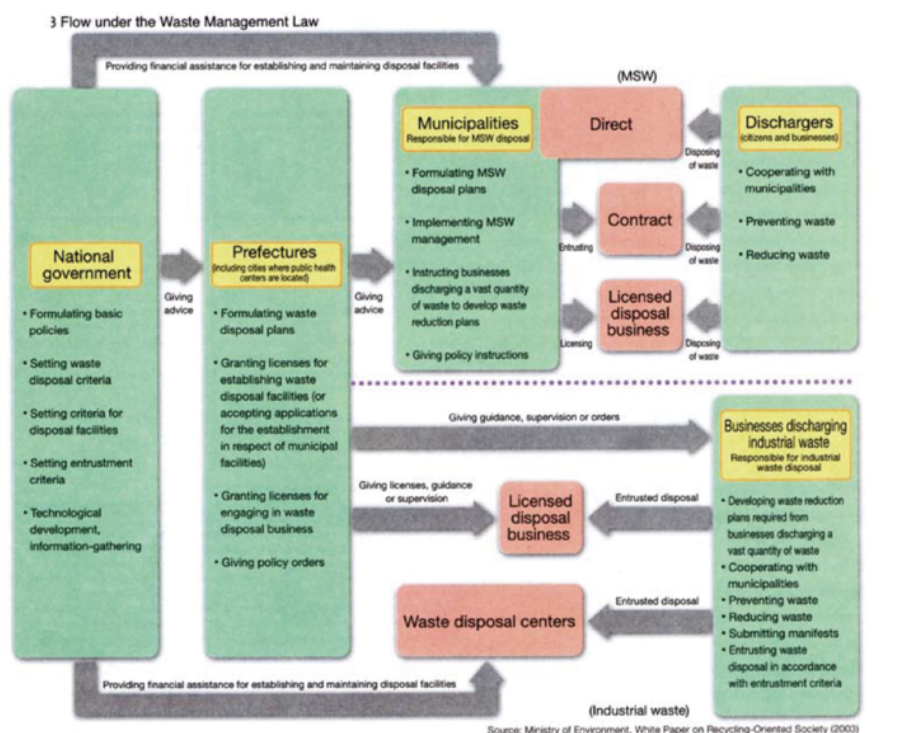 3 Flow under the Waste Management Law
Providing financial assistance for establishing and maintaining disposal facilities
(MSW)
National
government
• Formulating basic
policies
• Setting waste
disposal criteria
• Setting criteria for
disposal facilities
• Setting entrustment
criteria
• Technological
development,
information-gathering
Giving
advice
Prefectures
(including cities where public health
centers are located)
• Formulating waste
disposal plans
• Granting licenses for
establishing waste
disposal facilities (or
accepting applications
for the establishment
in respect of municipal
facilities)
• Granting licenses for
engaging in waste
disposal business
• Giving policy orders
Giving
advice
Municipalities
Responsible for MSW disposal
• Formulating MSW
disposal plans
• Implementing MSW
management
• Instructing businesses
discharging a vast quantity
of waste to develop waste
reduction plans
• Giving policy instructions
Direct
Disposing
of waste
Entrusting
Contract
Disposing
of waste
Licensing
Licensed
disposal
business
Disposing
of waste
Dischargers
(citizens and businesses)
• Cooperating with
municipalities
• Preventing waste
• Reducing waste
Giving guidance, supervision or orders
Giving licenses, guidance
or supervision
Licensed
disposal
business
Entrusted disposal
Waste disposal centers
Entrusted disposal
Businesses discharging
industrial waste
Responsible for industrial
waste disposal
• Developing waste reduction
plans required from
businesses discharging a
vast quantity of waste
• Cooperating with
municipalities
• Preventing waste
• Reducing waste
• Submitting manifests
• Entrusting waste
disposal in accordance
with entrustment criteria
Providing financial assistance for establishing and maintaining disposal facilities
(Industrial waste)
Source: Ministry of Environment, White Paper on Recycling-Oriented Society (2003)